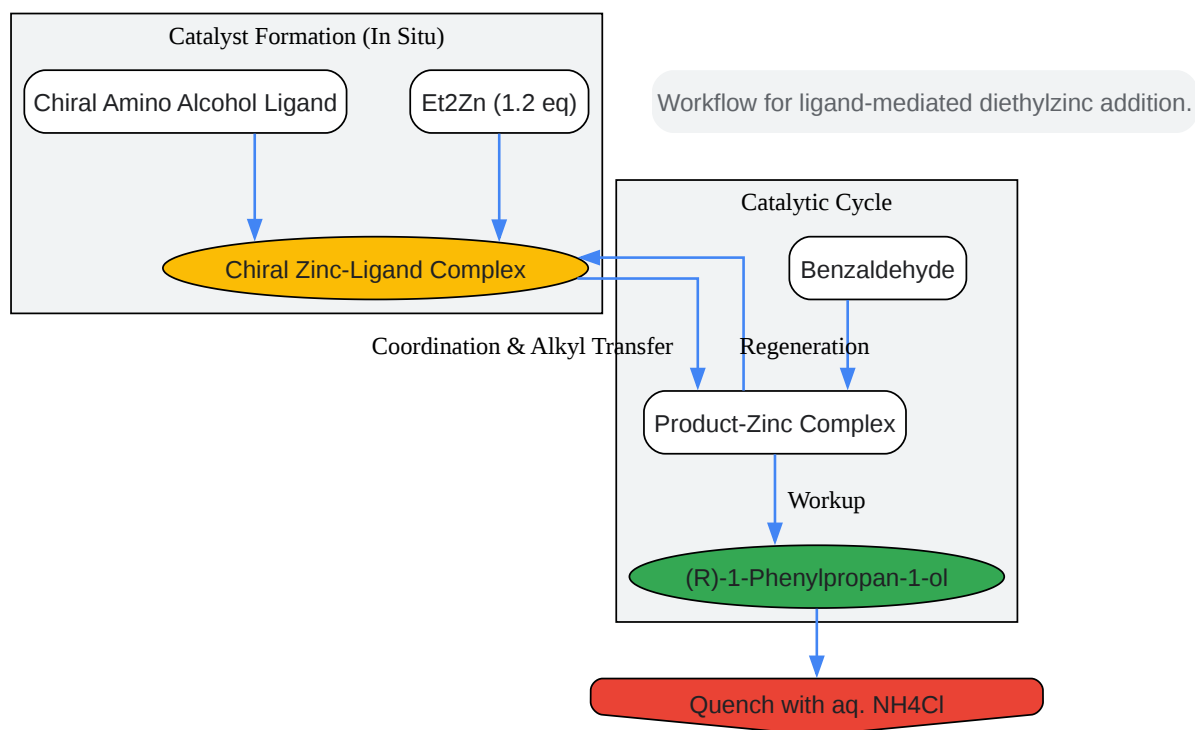 Catalyst Formation (In Situ)
Chiral Amino Alcohol Ligand
Et2Zn (1.2 eq)
Workflow for ligand-mediated diethylzinc addition.
Catalytic Cycle
Chiral Zinc-Ligand Complex
Benzaldehyde
Coordination & Alkyl Transfer
Regeneration
Product-Zinc Complex
Workup
(R)-1-Phenylpropan-1-ol
Quench with aq. NH4Cl